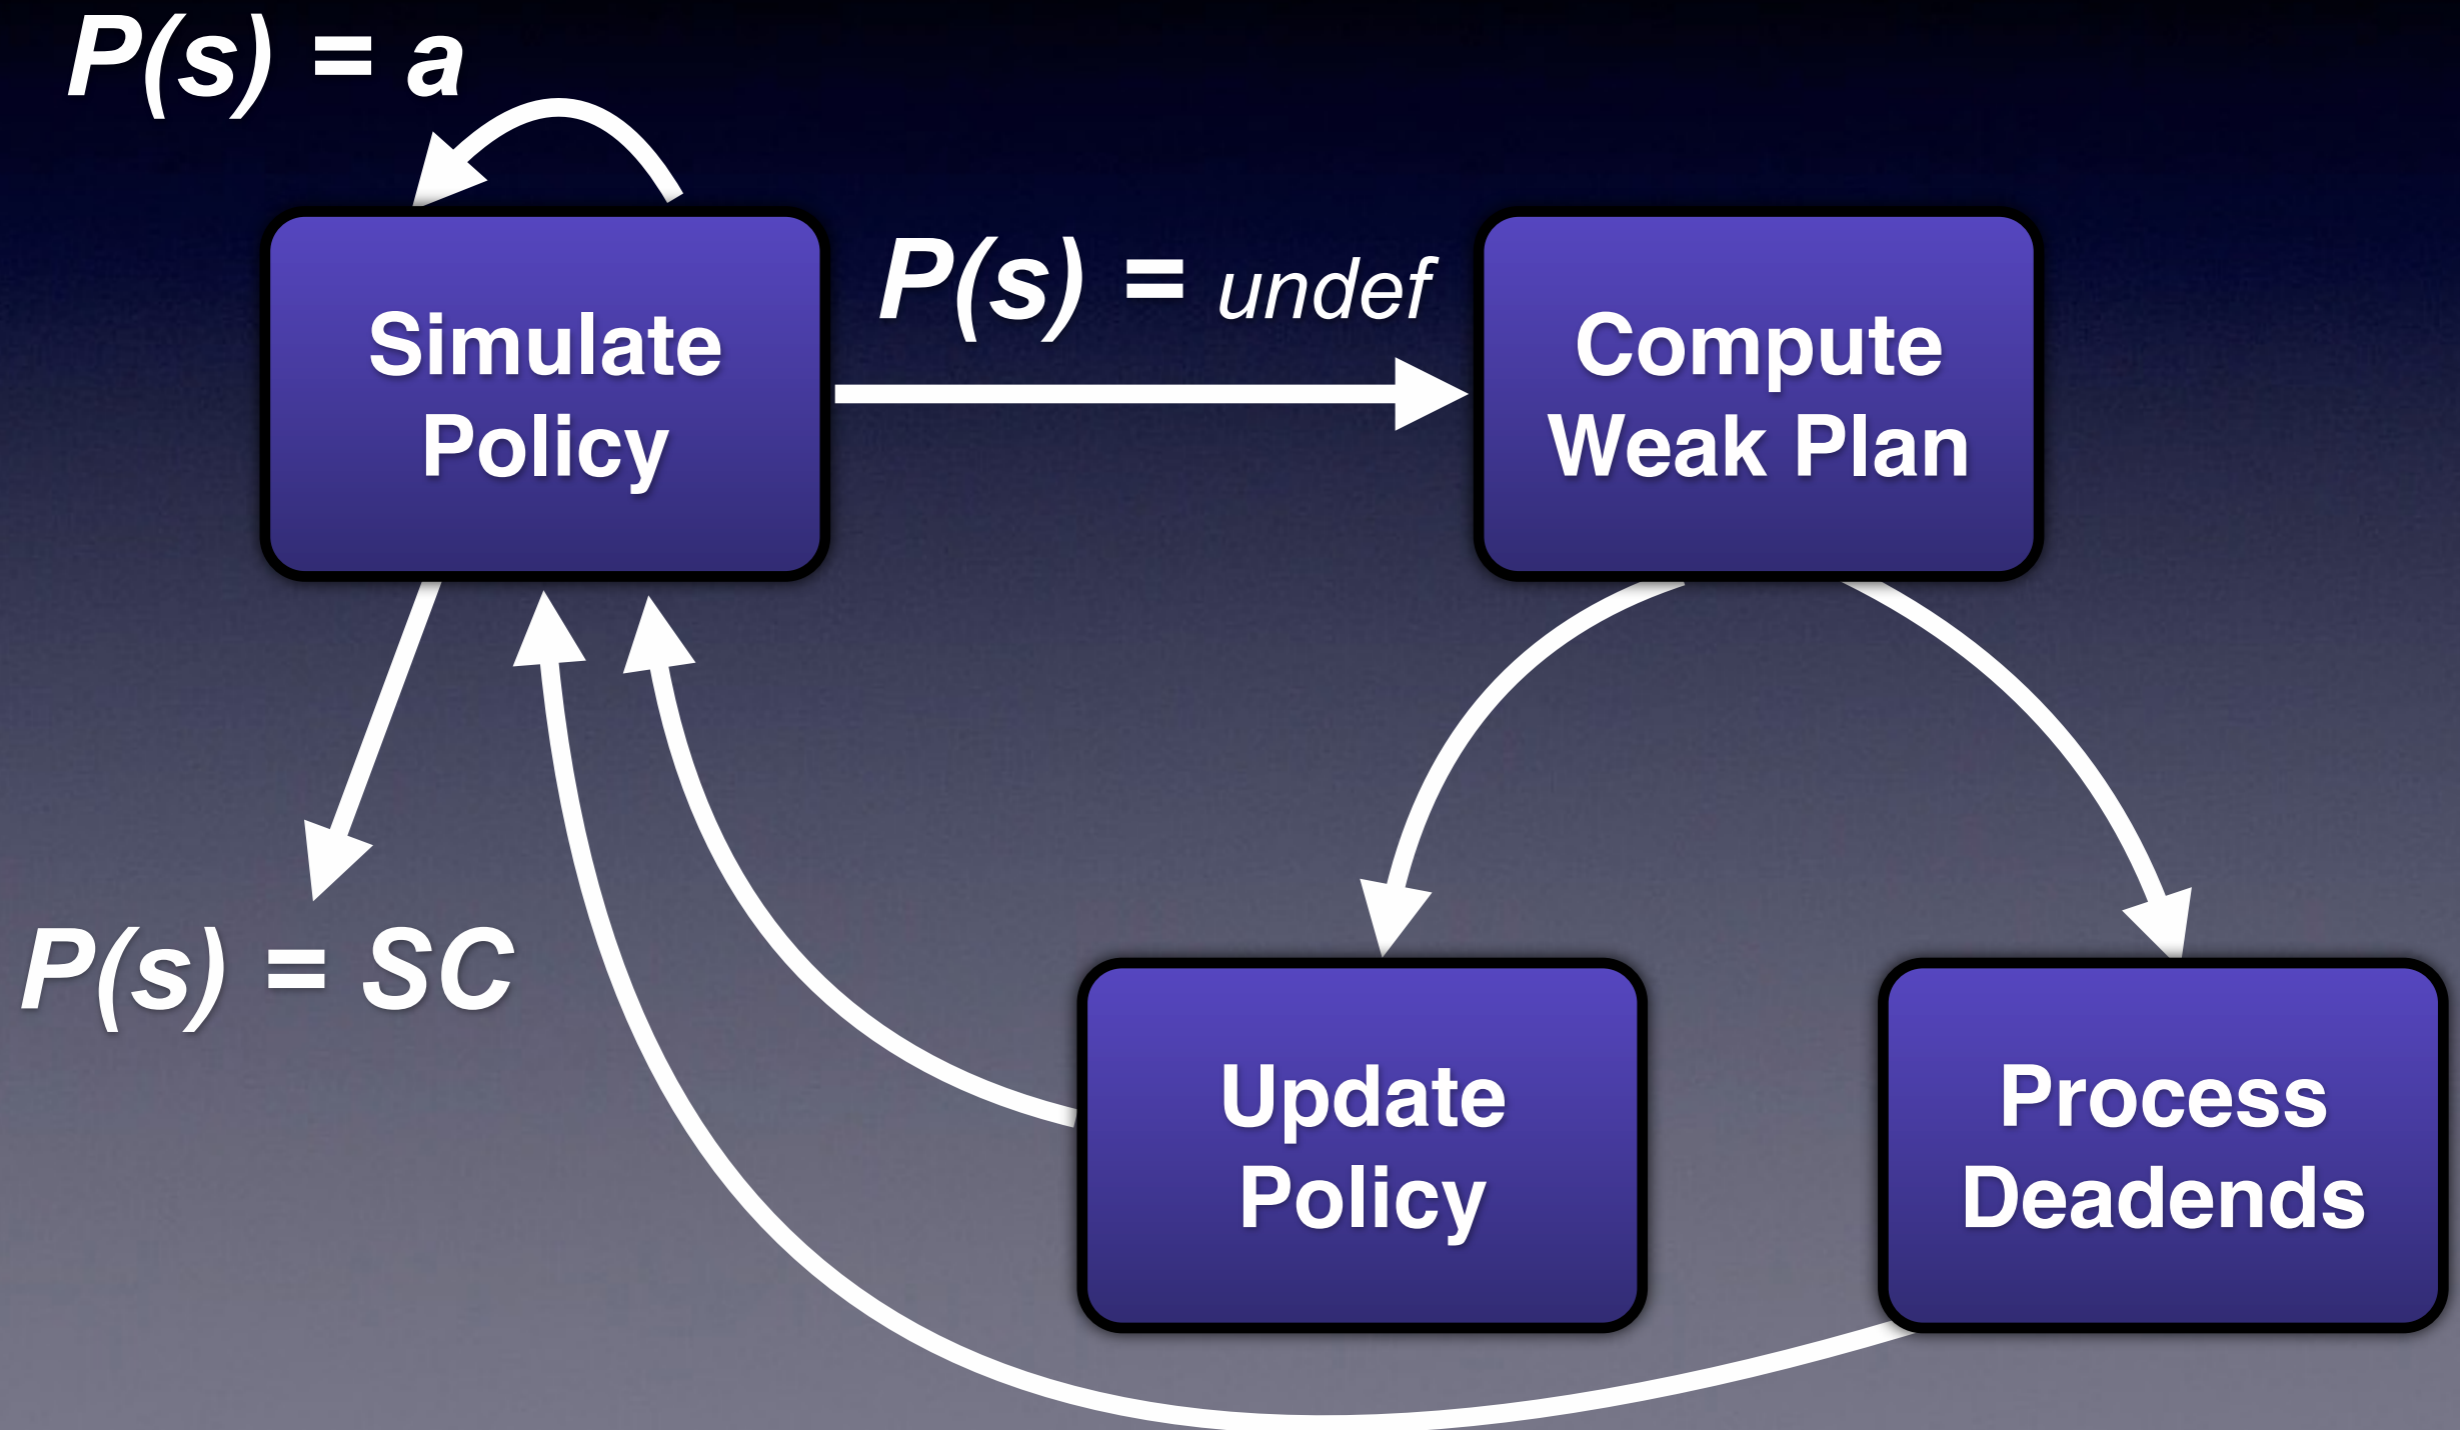 P(s) = a
Simulate
Policy
P(s) = undef
Compute
Weak Plan
P(s) = SC
Update
Policy
Process
Deadends